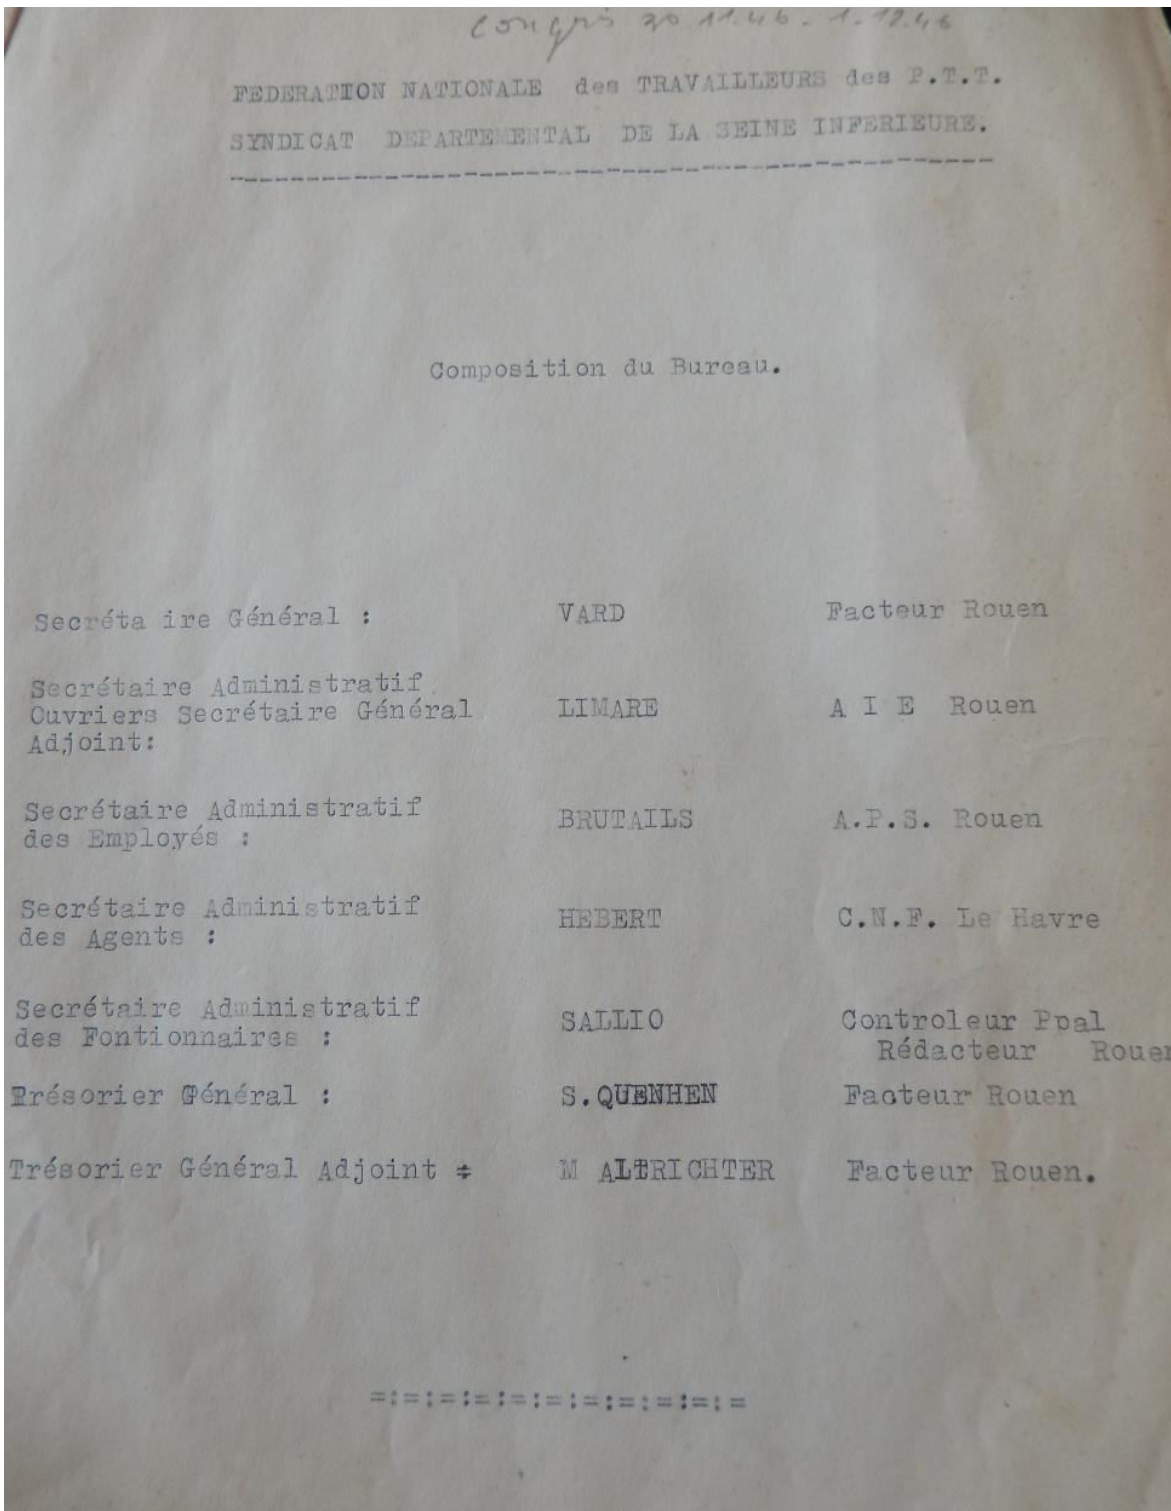 Congrès 30 11.46 - 1.12.46
FEDERATION NATIONALE des TRAVAILLEURS des P.T.T.
SYNDICAT DEPARTEMENTAL DE LA SEINE INFERIEURE.
Composition du Bureau.
Secréta ire Général : VARD Facteur Rouen
Secrétaire Administratif
Ouvriers Secrétaire Général LIMARE A I E Rouen
Adjoint:
Secrétaire Administratif
des Employés : BRUTAILS A.P.S. Rouen
Secrétaire Administratif
des Agents : HEBERT C.N.F. Le Havre
Secrétaire Administratif
des Fontionnaires : SALLIO Controleur Ppal
Rédacteur Rouen
Trésorier Général : S.QUENHEN Facteur Rouen
Trésorier Général Adjoint : M ALTRICHTER Facteur Rouen.
=:=:=:=:=:=:=:=:=:=:=